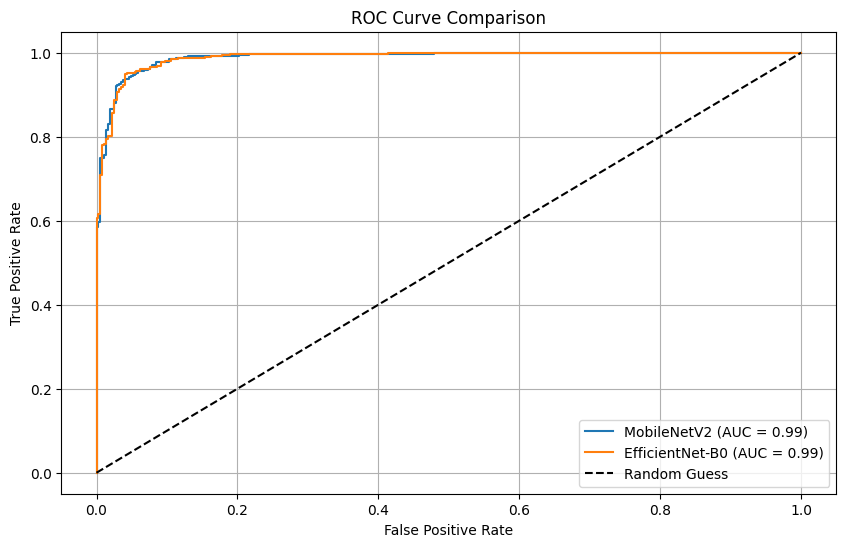 ROC Curve Comparison
True Positive Rate
1.0
0.8
0.6
0.4
0.2
0.0
MobileNetV2 (AUC = 0.99)
EfficientNet-B0 (AUC = 0.99)
Random Guess
0.0 0.2 0.4 0.6 0.8 1.0
False Positive Rate